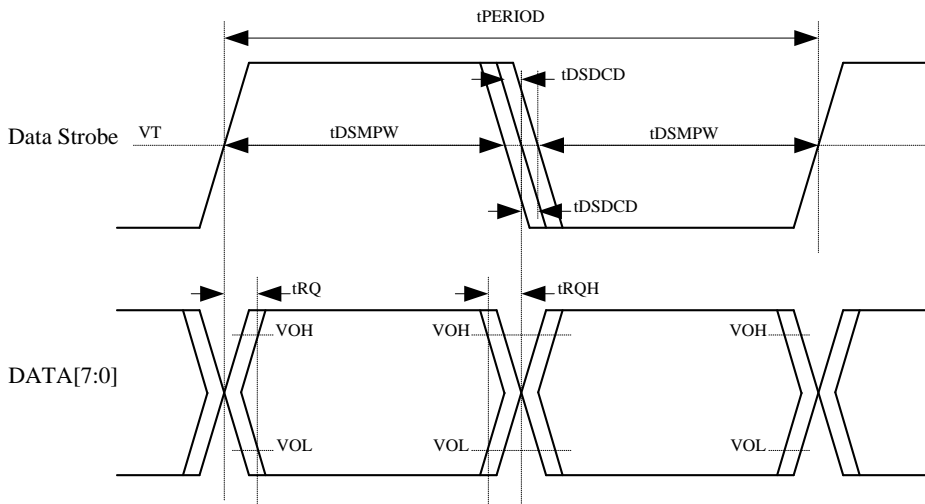 tPERIOD
tDSDCD
Data Strobe
VT
tDSMPW
tDSMPW
tDSDCD
tRQ
tRQH
VOH
VOH
VOH
DATA[7:0]
VOL
VOL
VOL